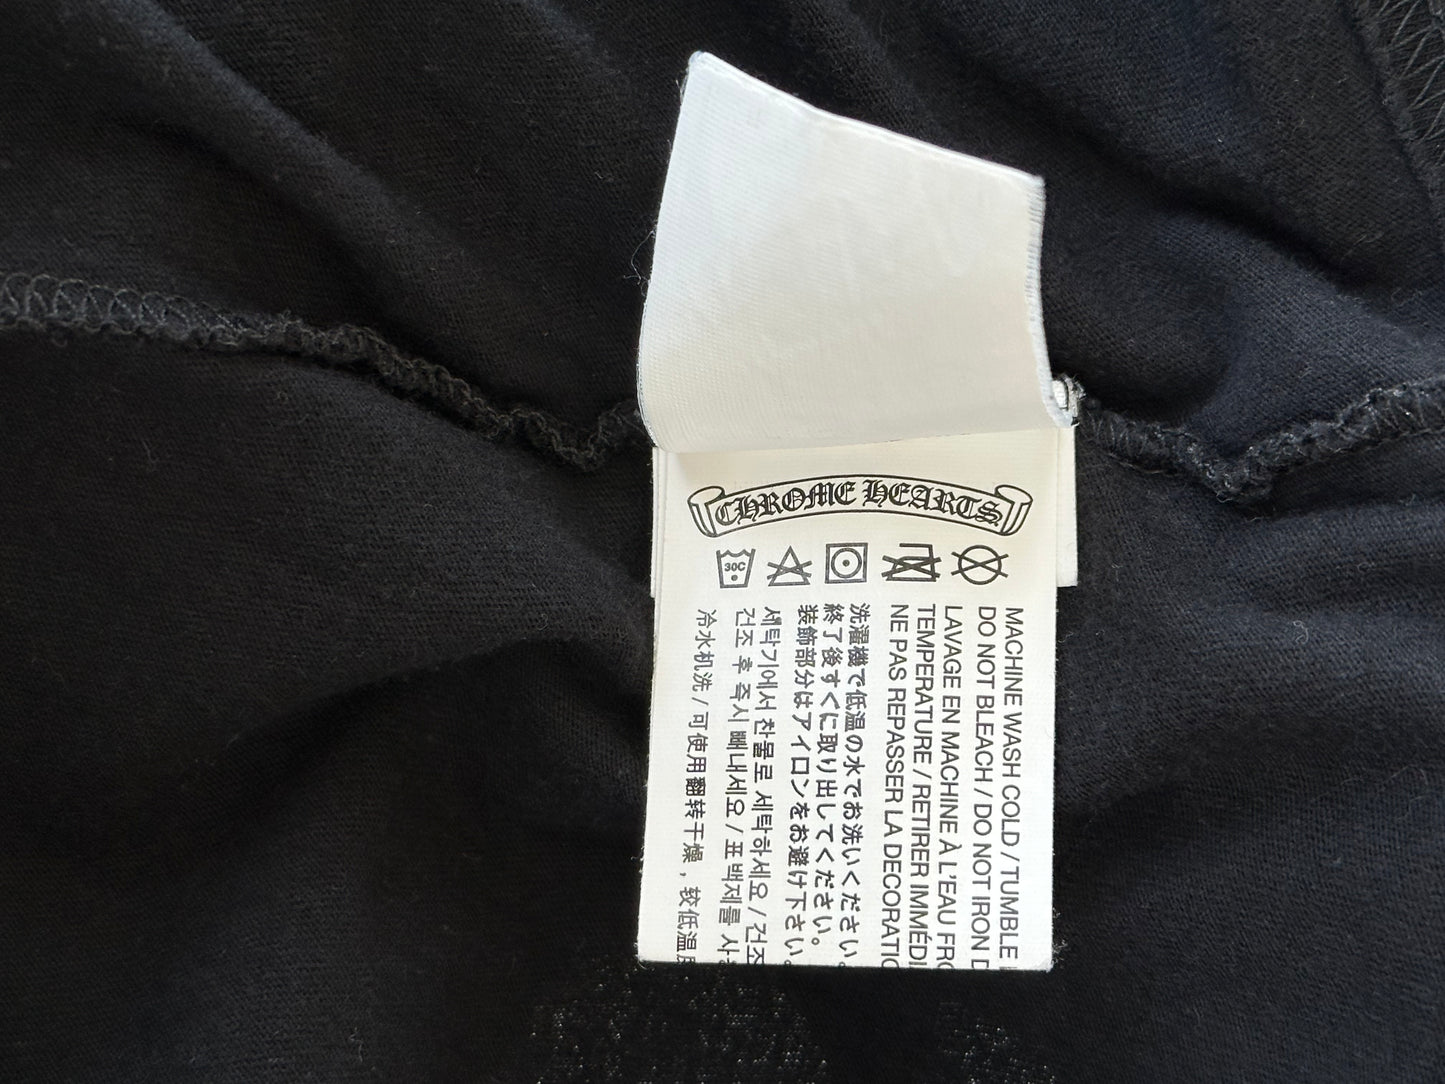 CHROME HEARTS
30C
MACHINE WASH COLD / TUMBLE
DO NOT BLEACH / DO NOT IRON
LAVAGE EN MACHINE À L'EAU
TEMPERATURE / RETIRER
NE PAS REPASSER LA
洗濯機で低温の水でお洗いください。
終了後すぐに取り出してください。
装飾部分はアイロンをお避け下さい。
세탁기에서 찬물로 세탁하세요 / 건조
건조 후 즉시 빼내세요 / 표백제를
冷水机洗 / 可使用翻转干燥，较低温